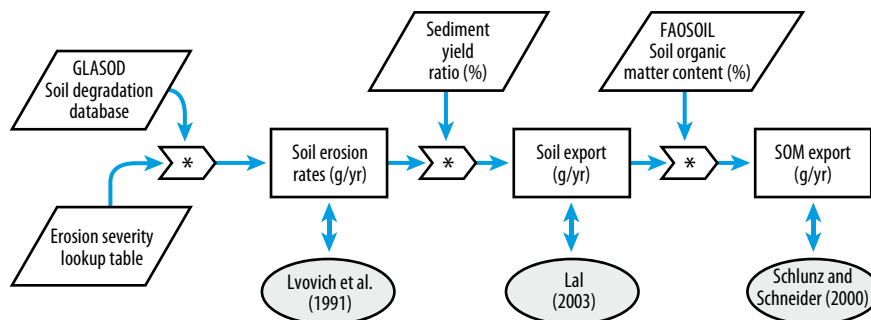 GLASOD
Soil degradation
database
Sediment
yield
ratio (%)
FAOSOIL
Soil organic
matter content (%)
*
Soil erosion
rates (g/yr)
*
Soil export
(g/yr)
*
SOM export
(g/yr)
Erosion severity
lookup table
Lvovich et al.
(1991)
Lal
(2003)
Schlunz and
Schneider (2000)